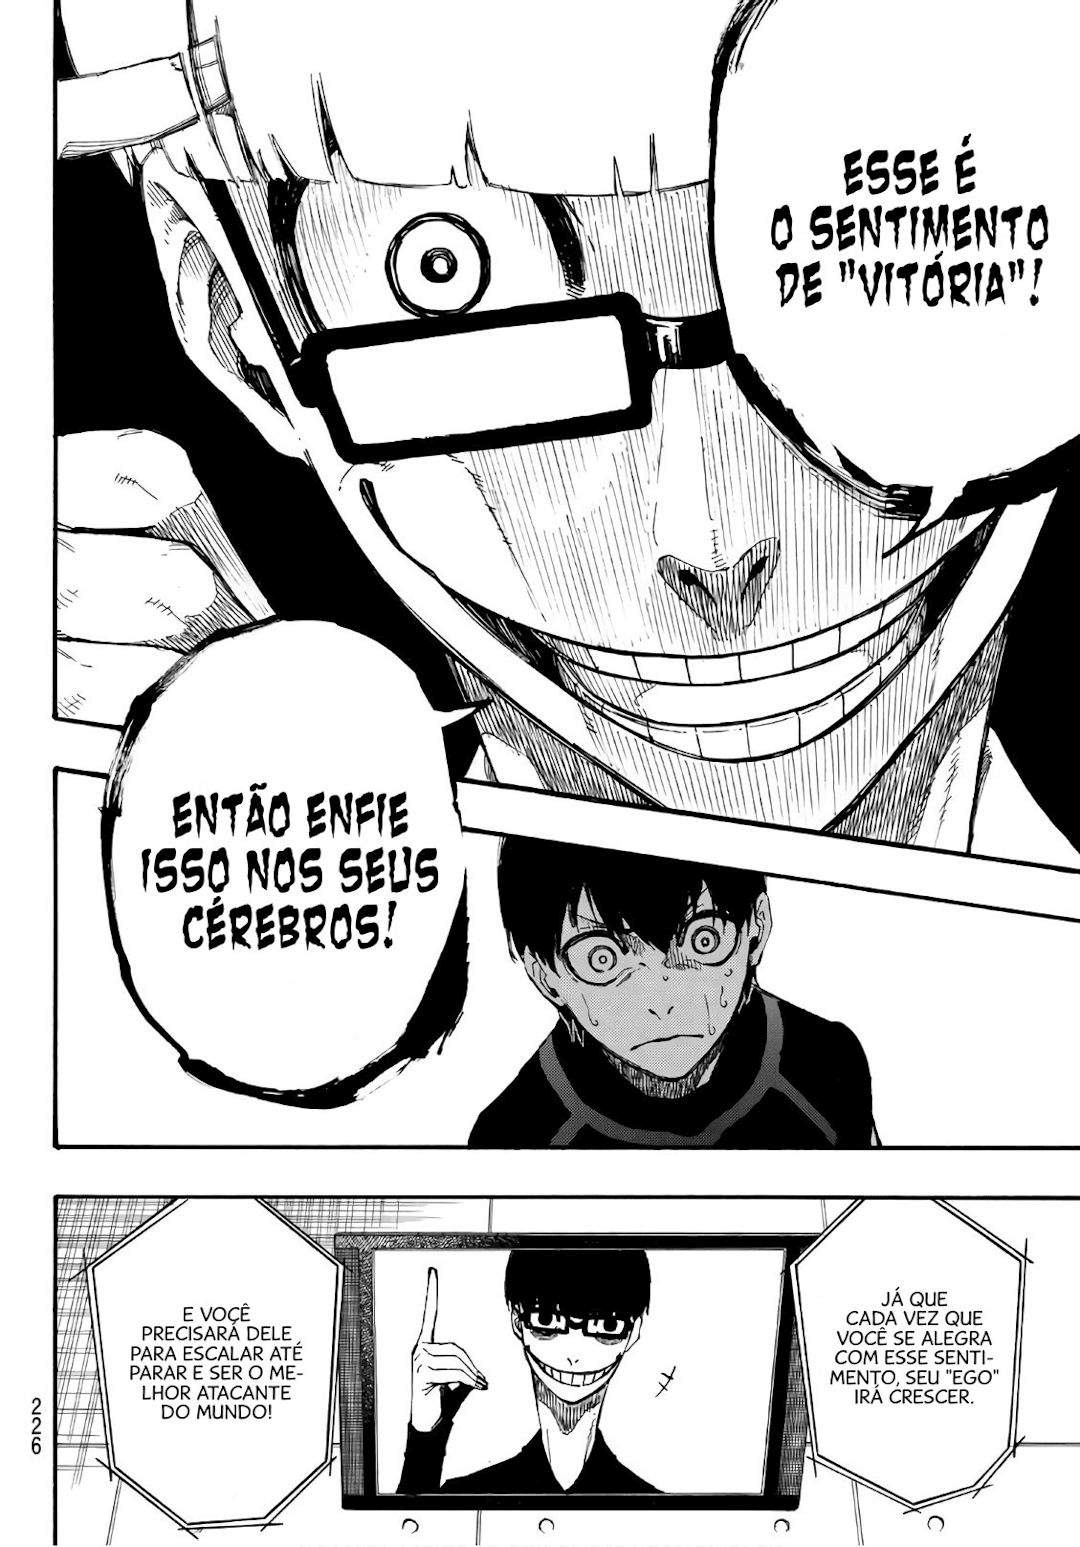 ESSE É
O SENTIMENTO
DE "VITÓRIA"!
ENTÃO ENFIE
ISSO NOS SEUS
CÉREBROS!
JÁ QUE
CADA VEZ QUE
VOCÊ SE ALEGRA
COM ESSE SENTI-
MENTO, SEU "EGO"
IRÁ CRESCER.
E VOCÊ
PRECISARÁ DELE
PARA ESCALAR ATÉ
PARAR E SER O ME-
LHOR ATACANTE
DO MUNDO!
226